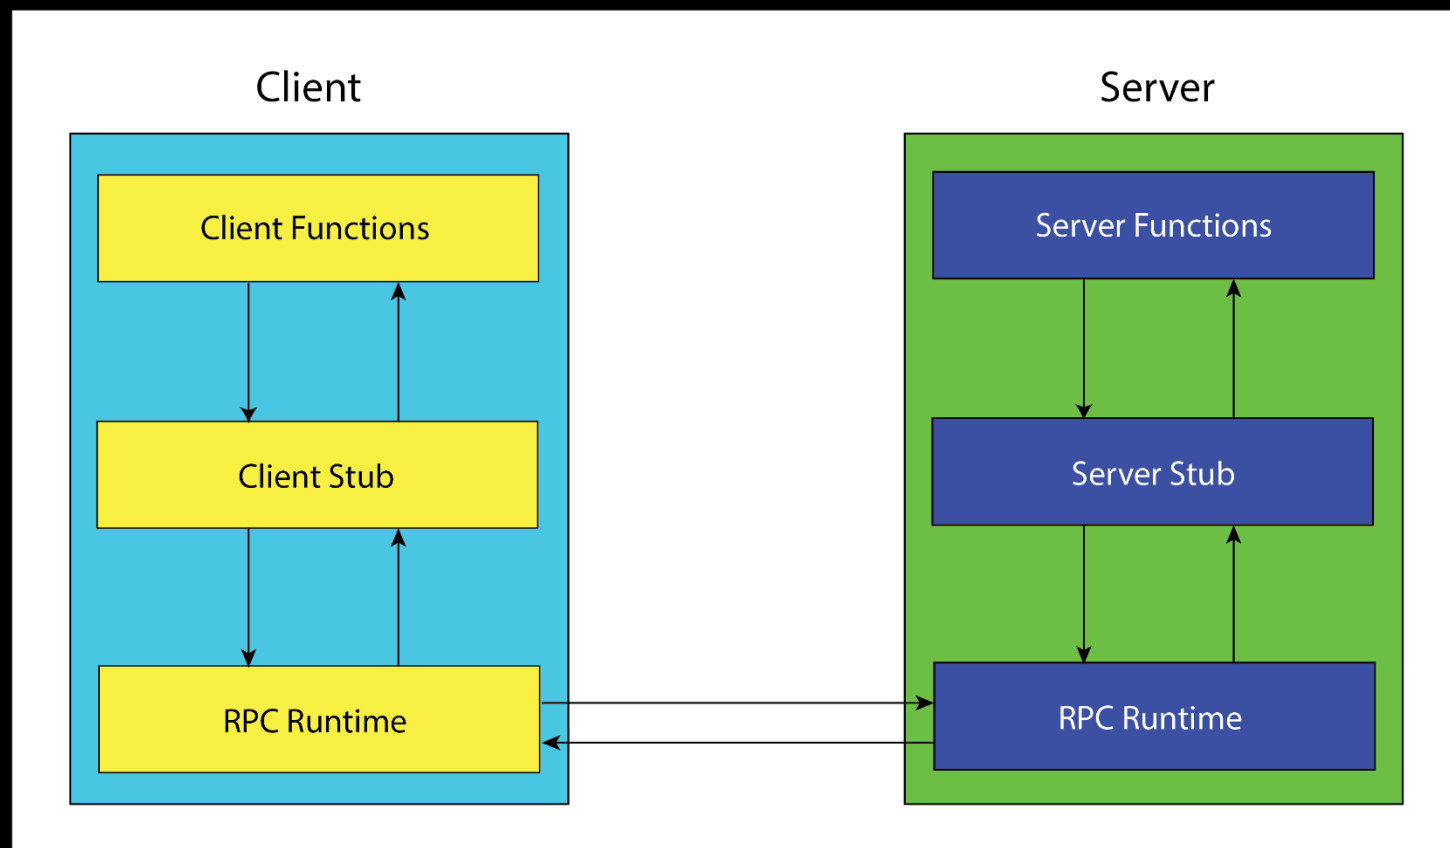 Client
Server
Client Functions
Server Functions
Client Stub
Server Stub
RPC Runtime
RPC Runtime